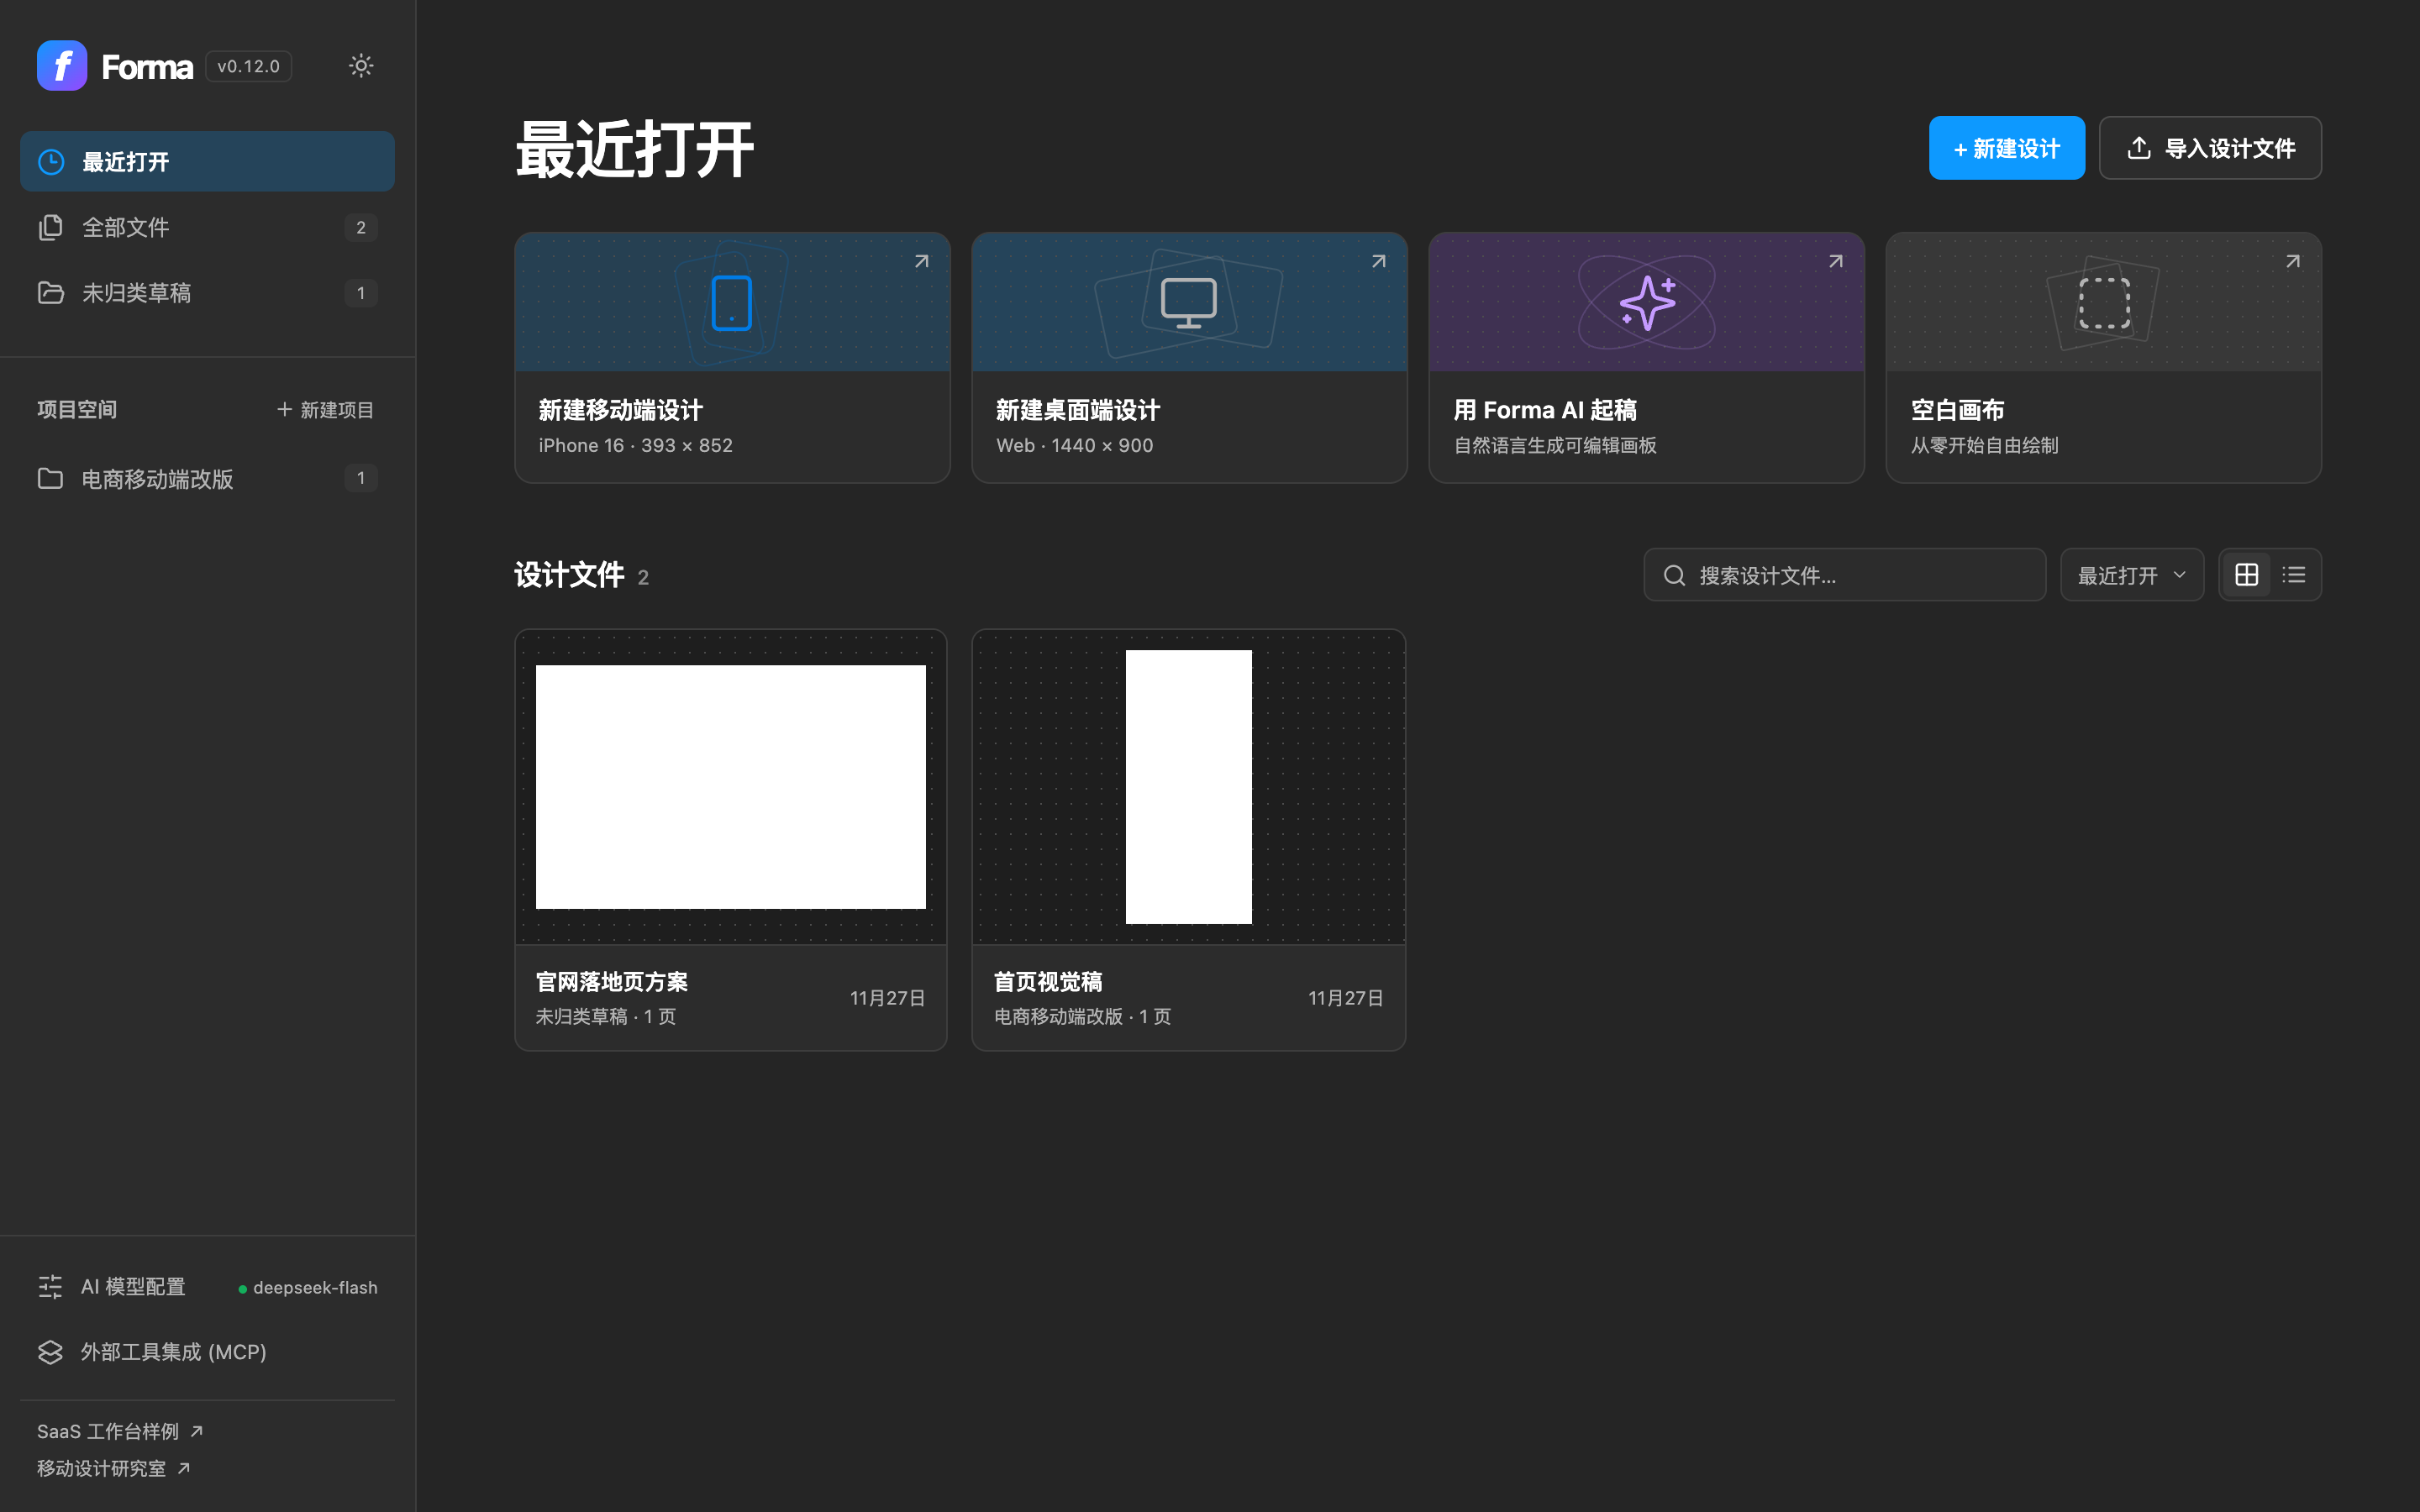 f Forma v0.12.0
最近打开
全部文件 2
未归类草稿 1
项目空间 + 新建项目
电商移动端改版 1
AI 模型配置 deepseek-flash
外部工具集成 (MCP)
SaaS 工作台样例
移动设计研究室
最近打开
+ 新建设计 导入设计文件
新建移动端设计
iPhone 16 · 393 × 852
新建桌面端设计
Web · 1440 × 900
用 Forma AI 起稿
自然语言生成可编辑画板
空白画布
从零开始自由绘制
设计文件 2
搜索设计文件...
最近打开
官网落地页方案
未归类草稿 · 1 页
11月27日
首页视觉稿
电商移动端改版 · 1 页
11月27日